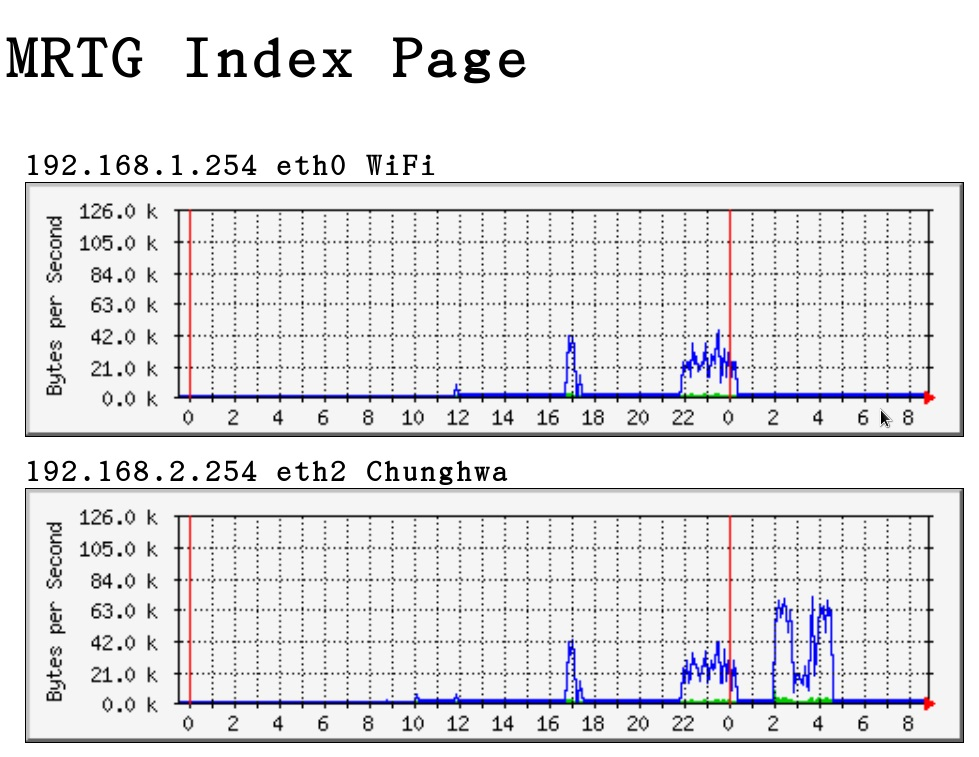 MRTG Index Page
192.168.1.254 eth0 WiFi
Bytes per Second
126.0 k
105.0 k
84.0 k
63.0 k
42.0 k
21.0 k
0.0 k
0 2 4 6 8 10 12 14 16 18 20 22 0 2 4 6 8
192.168.2.254 eth2 Chunghwa
Bytes per Second
126.0 k
105.0 k
84.0 k
63.0 k
42.0 k
21.0 k
0.0 k
0 2 4 6 8 10 12 14 16 18 20 22 0 2 4 6 8